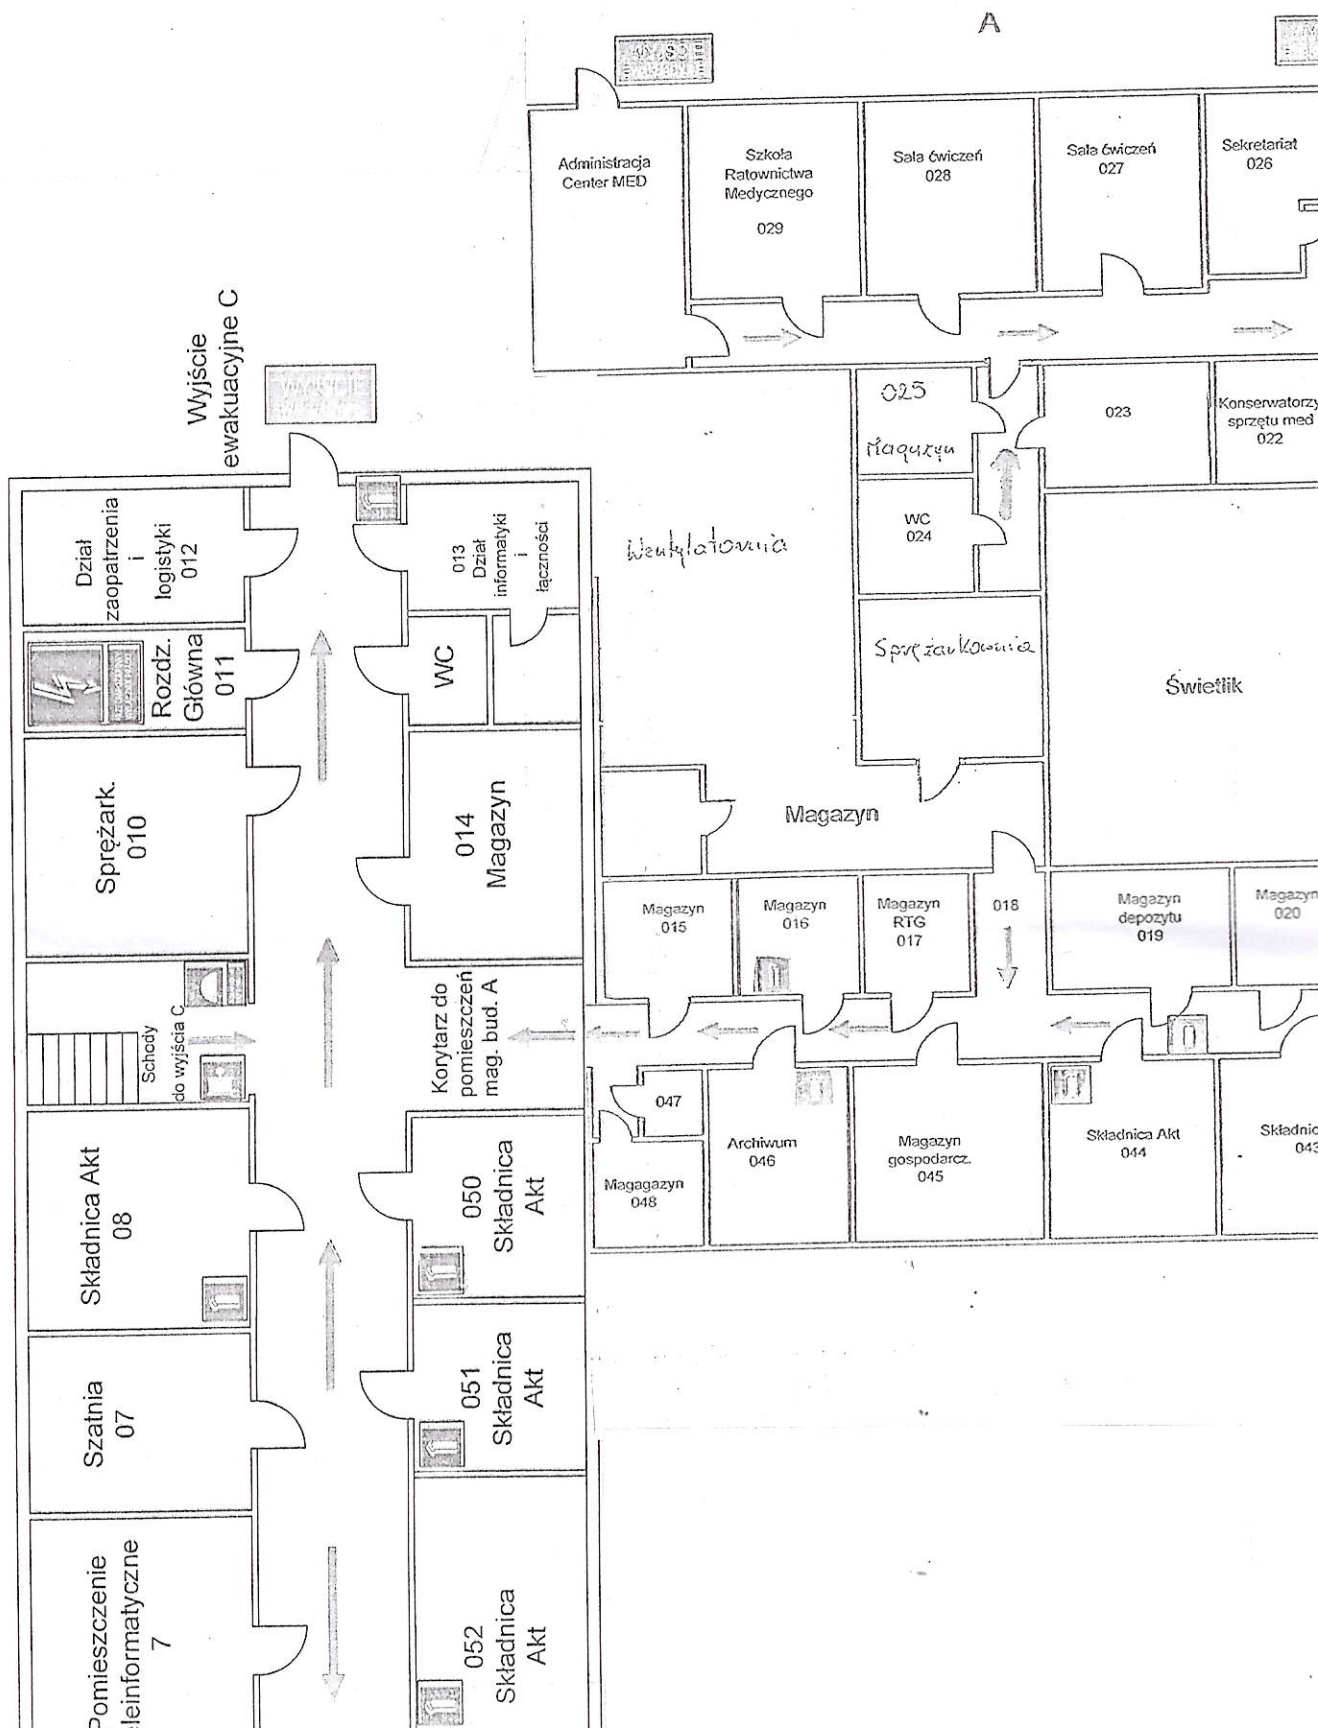 A
Administracja
Center MED
Szkoła
Ratownictwa
Medycznego
029
Sala ćwiczeń
028
Sala ćwiczeń
027
Sekretariat
026
Wyjście
ewakuacyjne C
025
Magazyn
023
Konserwatorzy
sprzętu med
022
WC
024
Wentylatownia
Sprężarkownia
Świetlik
Magazyn
Dział
zaopatrzenia
i
logistyki
012
013
Dział
informatyki
i
łączności
Rozdz.
Główna
011
WC
Sprężark.
010
014
Magazyn
Magazyn
015
Magazyn
016
Magazyn
RTG
017
018
Magazyn
depozytu
019
Magazyn
020
Schody
do wyjścia C
Korytarz do
pomieszczeń
mag. bud. A
047
Magagazyn
048
Archiwum
046
Magazyn
gospodarcz.
045
Składnica Akt
044
Składnic
043
Składnica Akt
08
050
Składnica
Akt
Szatnia
07
051
Składnica
Akt
Pomieszczenie
eleinformatyczne
7
052
Składnica
Akt